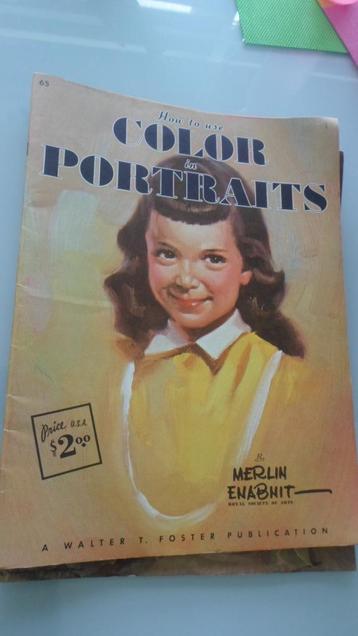 65
How to use
COLOR
in
PORTRAITS
Price U.S.A.
$2.00
By
MERLIN
ENABNIT
ROYAL SOCIETY OF ARTS
A WALTER T. FOSTER PUBLICATION